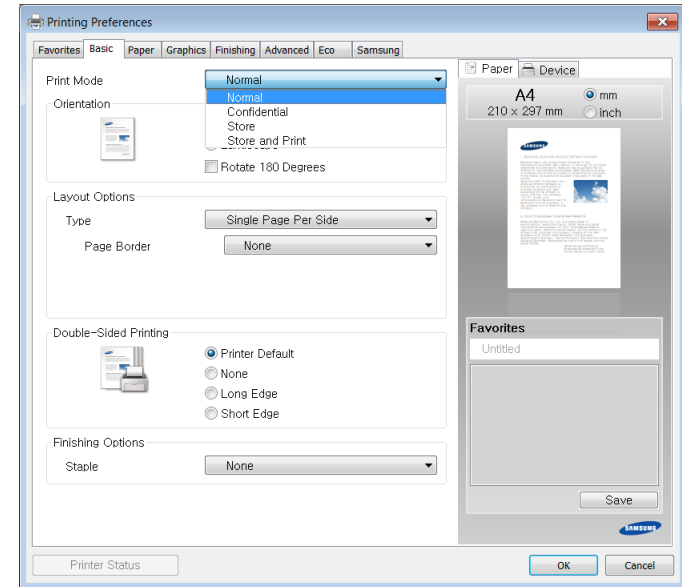 Printing Preferences
Favorites Basic Paper Graphics Finishing Advanced Eco Samsung
Print Mode
Normal
Normal
Confidential
Store
Store and Print
Orientation
Rotate 180 Degrees
Layout Options
Type Single Page Per Side
Page Border None
Double-Sided Printing
Printer Default
None
Long Edge
Short Edge
Finishing Options
Staple None
Printer Status
Paper Device
A4
210 x 297 mm
mm
inch
SAMSUNG
Favorites
Untitled
Save
SAMSUNG
OK Cancel